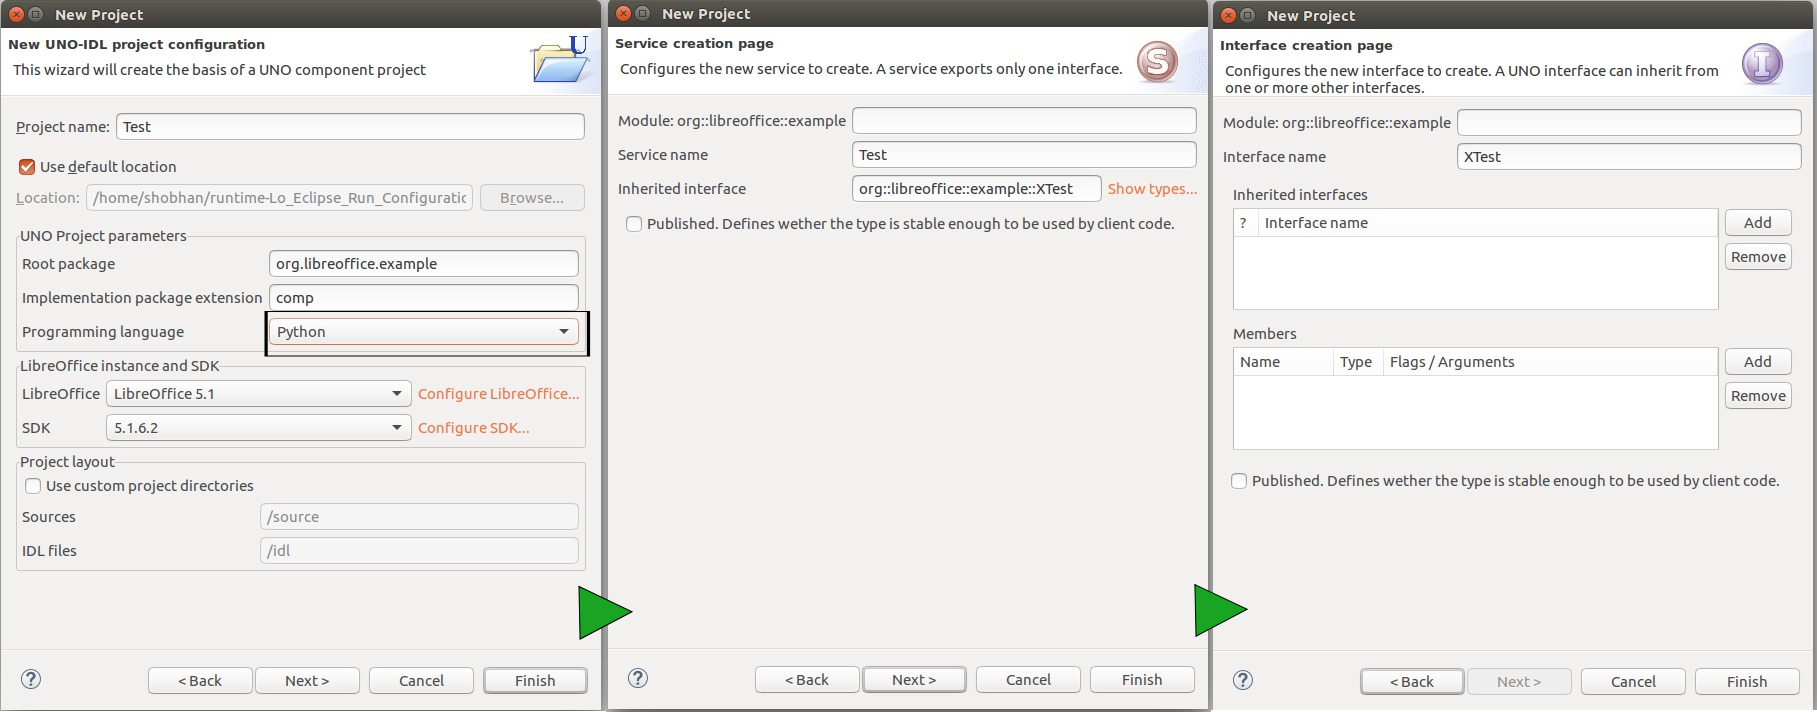 New Project
New UNO-IDL project configuration
This wizard will create the basis of a UNO component project
U
Project name: Test
Use default location
Location: /home/shobhan/runtime-Lo_Eclipse_Run_Configuratic Browse...
UNO Project parameters
Root package org.libreoffice.example
Implementation package extension comp
Programming language Python
LibreOffice instance and SDK
LibreOffice LibreOffice 5.1 Configure LibreOffice...
SDK 5.1.6.2 Configure SDK...
Project layout
Use custom project directories
Sources /source
IDL files /idl
? < Back Next > Cancel Finish
New Project
Service creation page
Configures the new service to create. A service exports only one interface.
S
Module: org::libreoffice::example
Service name Test
Inherited interface org::libreoffice::example::XTest Show types...
Published. Defines wether the type is stable enough to be used by client code.
? < Back Next > Cancel Finish
New Project
Interface creation page
Configures the new interface to create. A UNO interface can inherit from
one or more other interfaces.
I
Module: org::libreoffice::example
Interface name XTest
Inherited interfaces
? Interface name Add
Remove
Members
Name Type Flags / Arguments Add
Remove
Published. Defines wether the type is stable enough to be used by client code.
? < Back Next > Cancel Finish